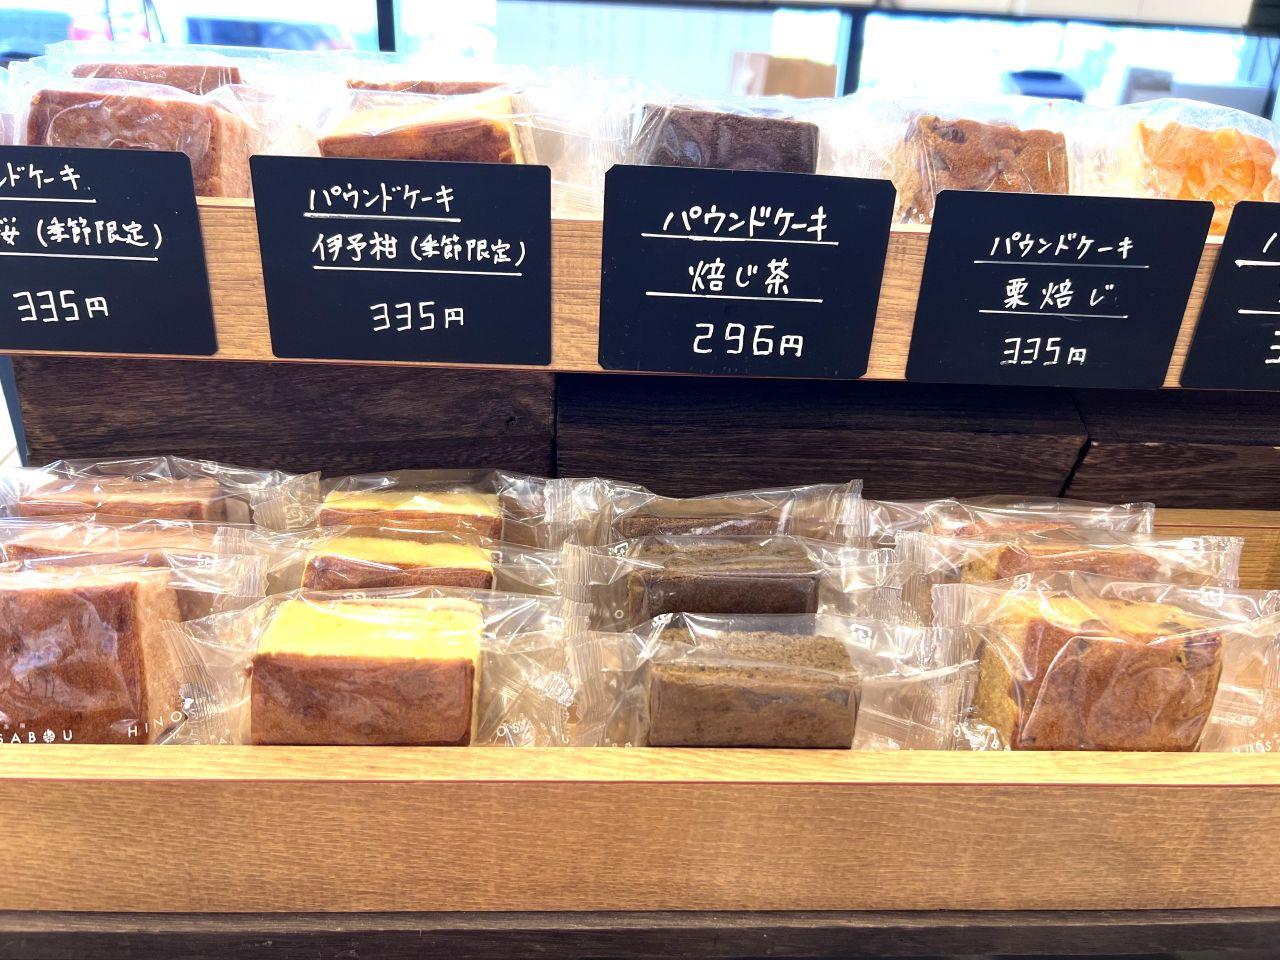 ンドケーキ
桜（季節限定）
335円
パウンドケーキ
伊予柑（季節限定）
335円
パウンドケーキ
焙じ茶
296円
パウンドケーキ
栗焙じ
335円
SABOU
HINO